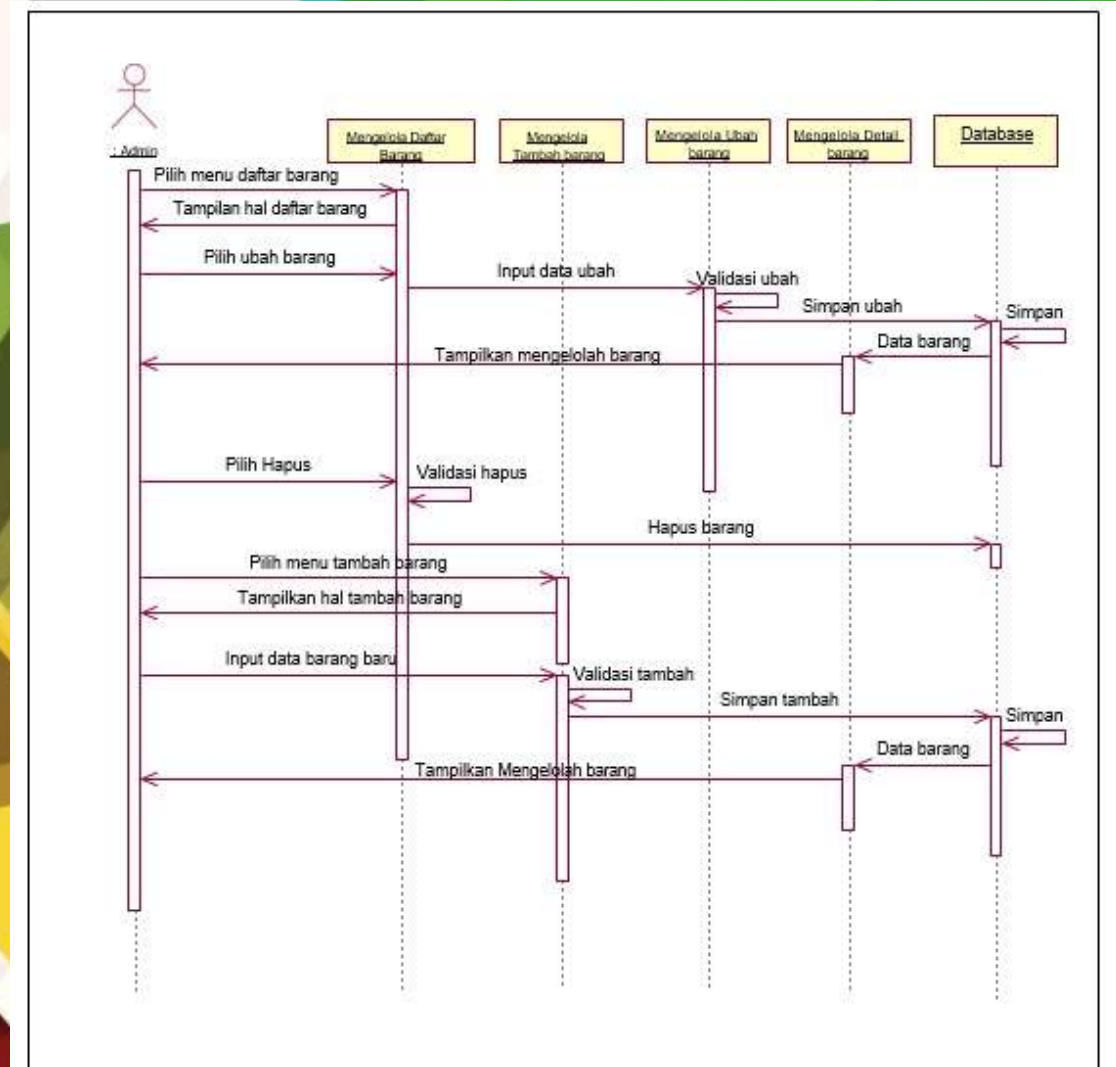 : Admin
Mengelola Daftar
Barang
Mengelola
Tambah barang
Mengelola Ubah
barang
Mengelola Detail
barang
Database
Pilih menu daftar barang
Tampilan hal daftar barang
Pilih ubah barang
Input data ubah
Validasi ubah
Simpan ubah
Simpan
Data barang
Tampilkan mengelolah barang
Pilih Hapus
Validasi hapus
Hapus barang
Pilih menu tambah barang
Tampilkan hal tambah barang
Input data barang baru
Validasi tambah
Simpan tambah
Simpan
Data barang
Tampilkan Mengelolah barang